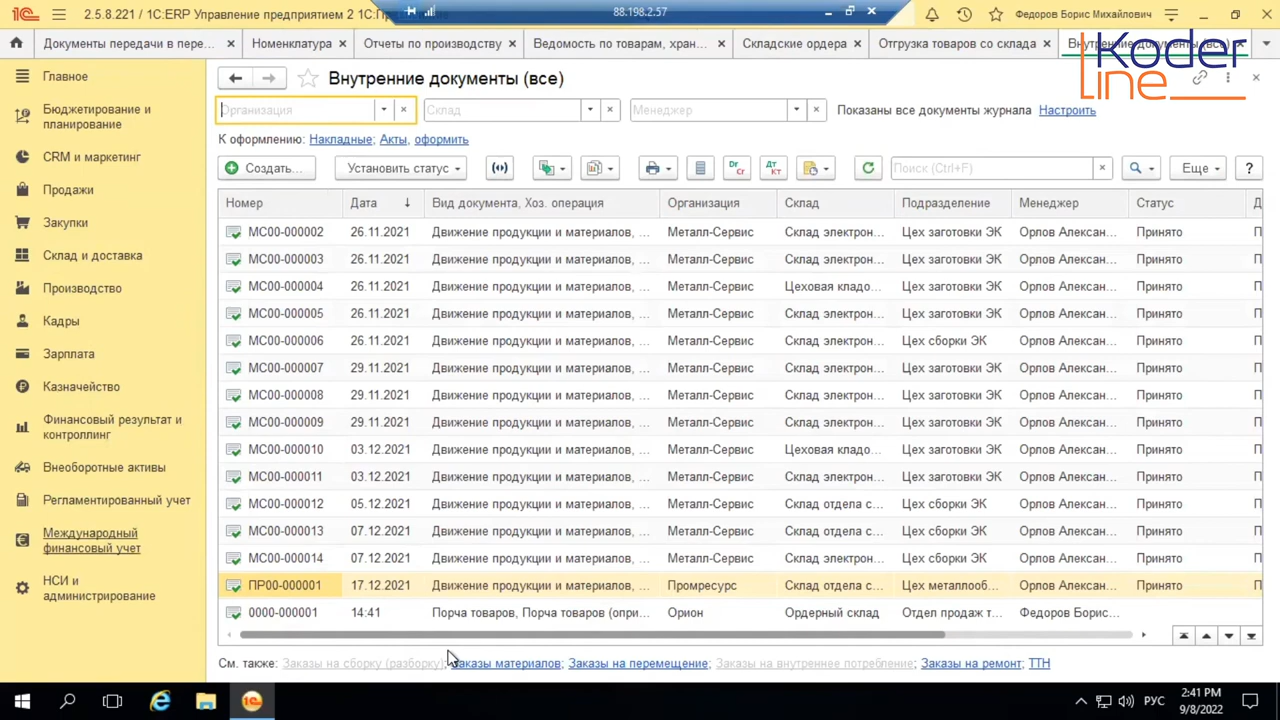 2.5.8.221 / 1С:ERP Управление предприятием 2 1С:Пр...
88.198.2.57
Федоров Борис Михайлович
Документы передачи в пере...
Номенклатура
Отчеты по производству
Ведомость по товарам, хран...
Складские ордера
Отгрузка товаров со склада
Внутренние документы (все)
Koder
line
Главное
Бюджетирование и
планирование
CRM и маркетинг
Продажи
Закупки
Склад и доставка
Производство
Кадры
Зарплата
Казначейство
Финансовый результат и
контроллинг
Внеоборотные активы
Регламентированный учет
Международный
финансовый учет
НСИ и
администрирование
Внутренние документы (все)
Организация Склад Менеджер Показаны все документы журнала Настроить
К оформлению: Накладные; Акты, оформить
Создать... Установить статус Поиск (Ctrl+F) Еще ?
Номер Дата ↓ Вид документа, Хоз. операция Организация Склад Подразделение Менеджер Статус Д
МС00-000002 26.11.2021 Движение продукции и материалов, ... Металл-Сервис Склад электрон... Цех заготовки ЭК Орлов Алексан... Принято П
МС00-000003 26.11.2021 Движение продукции и материалов, ... Металл-Сервис Склад электрон... Цех заготовки ЭК Орлов Алексан... Принято П
МС00-000004 26.11.2021 Движение продукции и материалов, ... Металл-Сервис Цеховая кладо... Цех заготовки ЭК Орлов Алексан... Принято П
МС00-000005 26.11.2021 Движение продукции и материалов, ... Металл-Сервис Склад электрон... Цех заготовки ЭК Орлов Алексан... Принято П
МС00-000006 26.11.2021 Движение продукции и материалов, ... Металл-Сервис Склад электрон... Цех сборки ЭК Орлов Алексан... Принято П
МС00-000007 29.11.2021 Движение продукции и материалов, ... Металл-Сервис Склад электрон... Цех заготовки ЭК Орлов Алексан... Принято П
МС00-000008 29.11.2021 Движение продукции и материалов, ... Металл-Сервис Склад электрон... Цех заготовки ЭК Орлов Алексан... Принято П
МС00-000009 29.11.2021 Движение продукции и материалов, ... Металл-Сервис Склад электрон... Цех заготовки ЭК Орлов Алексан... Принято П
МС00-000010 03.12.2021 Движение продукции и материалов, ... Металл-Сервис Цеховая кладо... Цех заготовки ЭК Орлов Алексан... Принято П
МС00-000011 03.12.2021 Движение продукции и материалов, ... Металл-Сервис Склад электрон... Цех заготовки ЭК Орлов Алексан... Принято П
МС00-000012 05.12.2021 Движение продукции и материалов, ... Металл-Сервис Склад отдела с... Цех сборки ЭК Орлов Алексан... Принято П
МС00-000013 07.12.2021 Движение продукции и материалов, ... Металл-Сервис Склад отдела с... Цех сборки ЭК Орлов Алексан... Принято П
МС00-000014 07.12.2021 Движение продукции и материалов, ... Металл-Сервис Склад электрон... Цех сборки ЭК Орлов Алексан... Принято П
ПР00-000001 17.12.2021 Движение продукции и материалов, ... Промресурс Склад отдела с... Цех металлооб... Орлов Алексан... Принято П
0000-000001 14:41 Порча товаров, Порча товаров (опри... Орион Ордерный склад Отдел продаж т... Федоров Борис... П
См. также: Заказы на сборку (разборку); Заказы материалов; Заказы на перемещение; Заказы на внутреннее потребление; Заказы на ремонт; ТТН
РУС
2:41 PM
9/8/2022